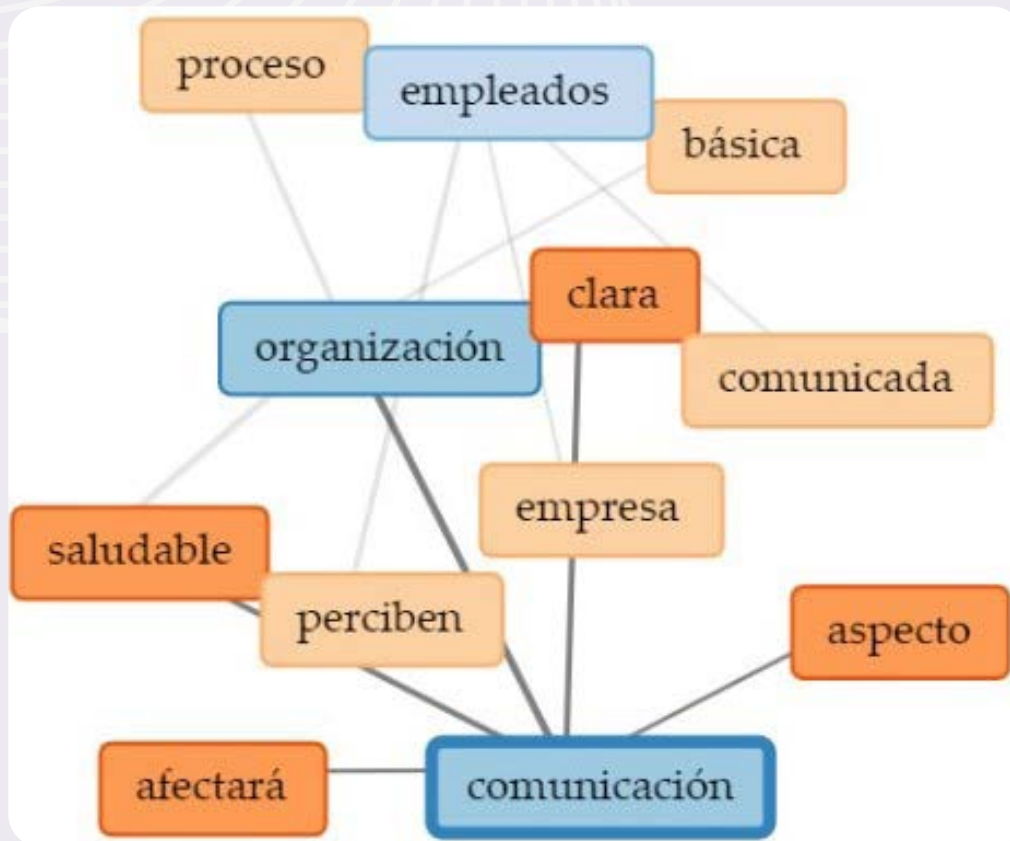 proceso
empleados
básica
clara
organización
comunicada
empresa
saludable
perciben
aspecto
afectará
comunicación